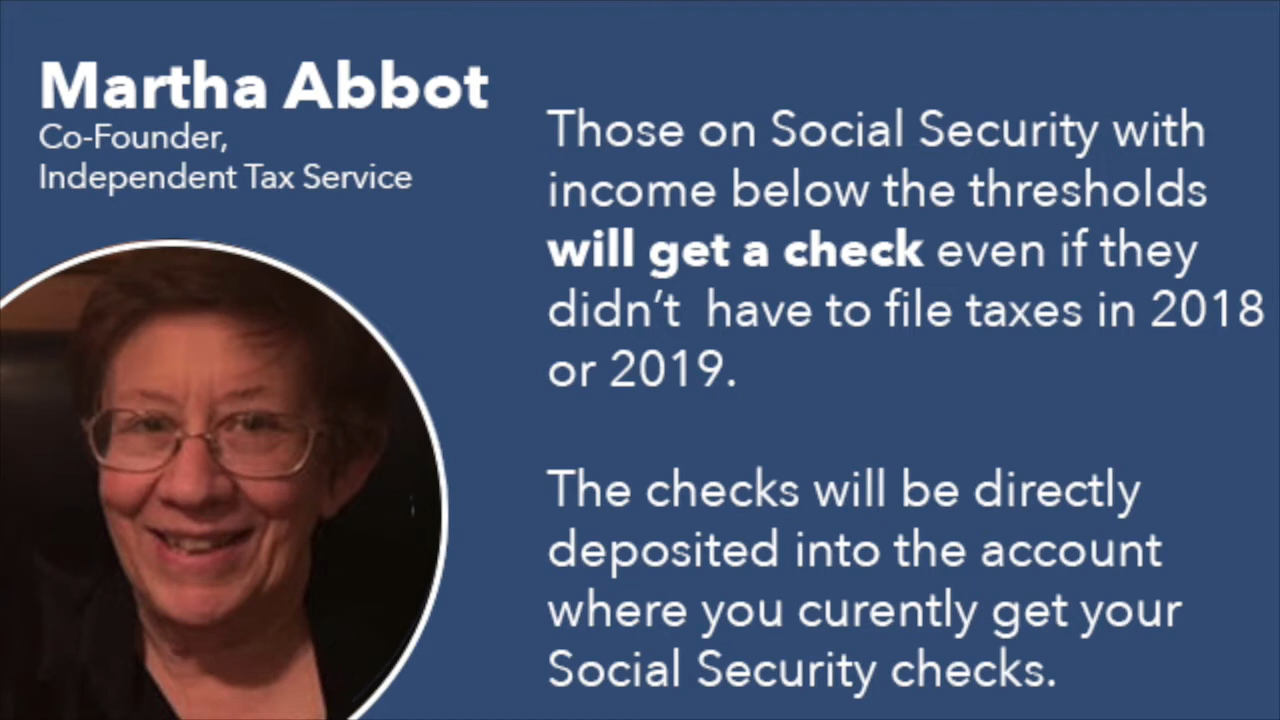 Martha Abbot
Co-Founder,
Independent Tax Service
Those on Social Security with
income below the thresholds
will get a check even if they
didn’t  have to file taxes in 2018
or 2019.
The checks will be directly
deposited into the account
where you curently get your
Social Security checks.